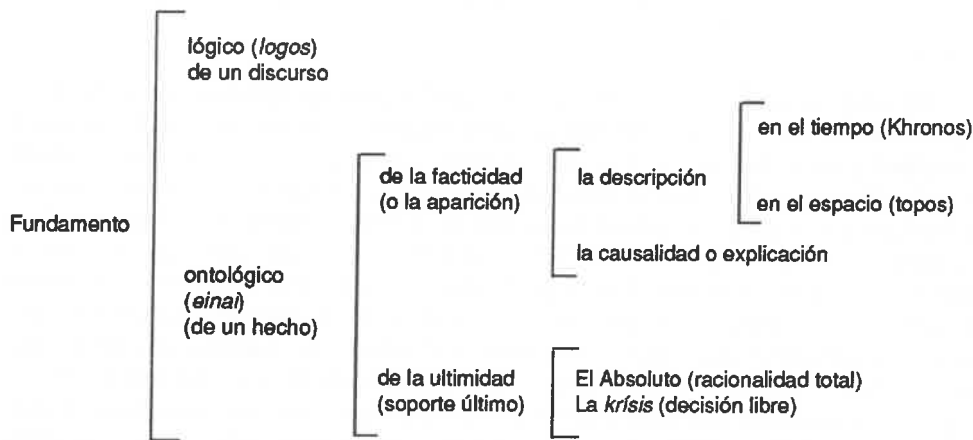 Fundamento
lógico (logos)
de un discurso
ontológico
(einai)
(de un hecho)
de la facticidad
(o la aparición)
la descripción
en el tiempo (Khronos)
en el espacio (topos)
la causalidad o explicación
de la ultimidad
(soporte último)
El Absoluto (racionalidad total)
La krísis (decisión libre)